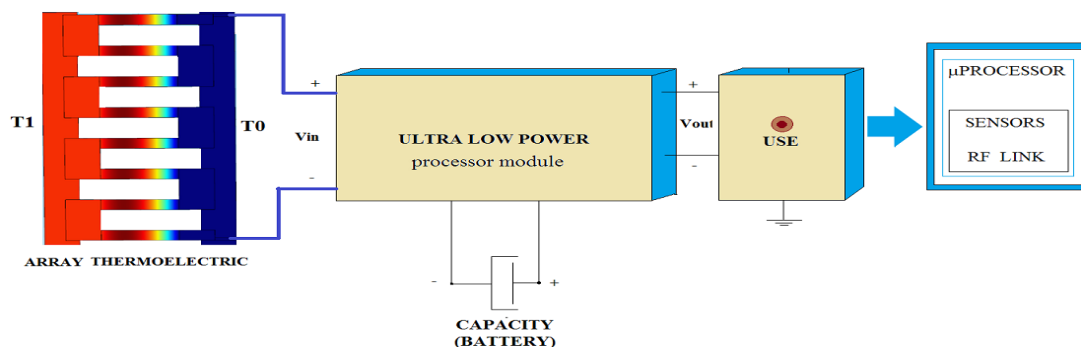 T1
T0
ARRAY THERMOELECTRIC
+
Vin
-
ULTRA LOW POWER
processor module
-
+
CAPACITY
(BATTERY)
+
Vout
-
USE
μPROCESSOR
SENSORS
RF LINK